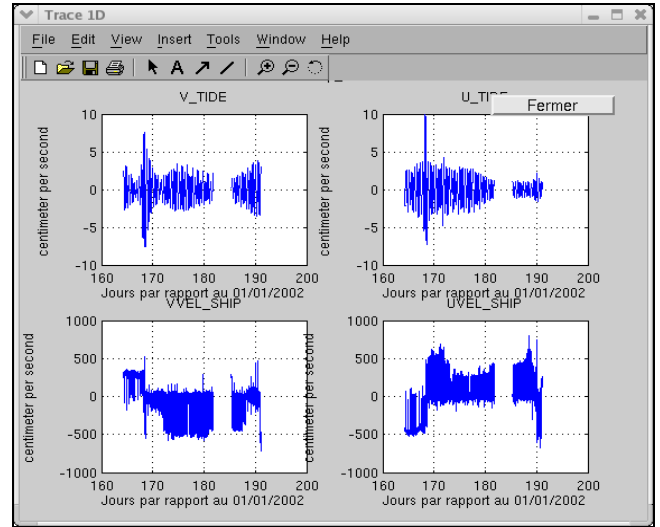 Trace 1D
File Edit View Insert Tools Window Help
A
V_TIDE
U_TIDE
Fermer
centimeter per second
10
5
0
-5
-10
160 170 180 190 200
Jours par rapport au 01/01/2002
centimeter per second
10
5
0
-5
-10
160 170 180 190 200
Jours par rapport au 01/01/2002
VVEL_SHIP
centimeter per second
1000
500
0
-500
-1000
160 170 180 190 200
Jours par rapport au 01/01/2002
UVEL_SHIP
centimeter per second
1000
500
0
-500
-1000
160 170 180 190 200
Jours par rapport au 01/01/2002